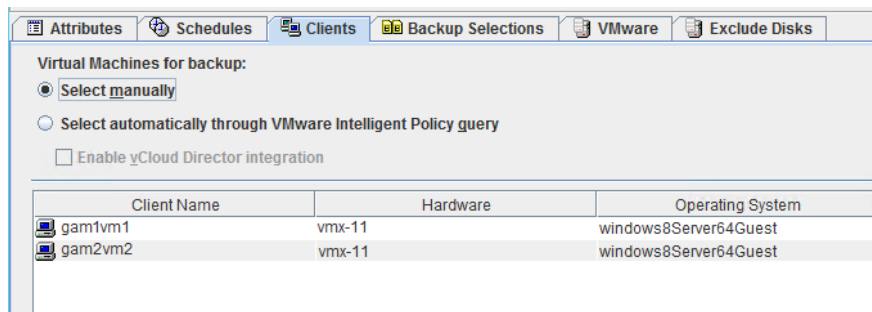 Attributes Schedules Clients Backup Selections VMware Exclude Disks
Virtual Machines for backup:
Select manually
Select automatically through VMware Intelligent Policy query
Enable vCloud Director integration
Client Name Hardware Operating System
gam1vm1 vmx-11 windows8Server64Guest
gam2vm2 vmx-11 windows8Server64Guest